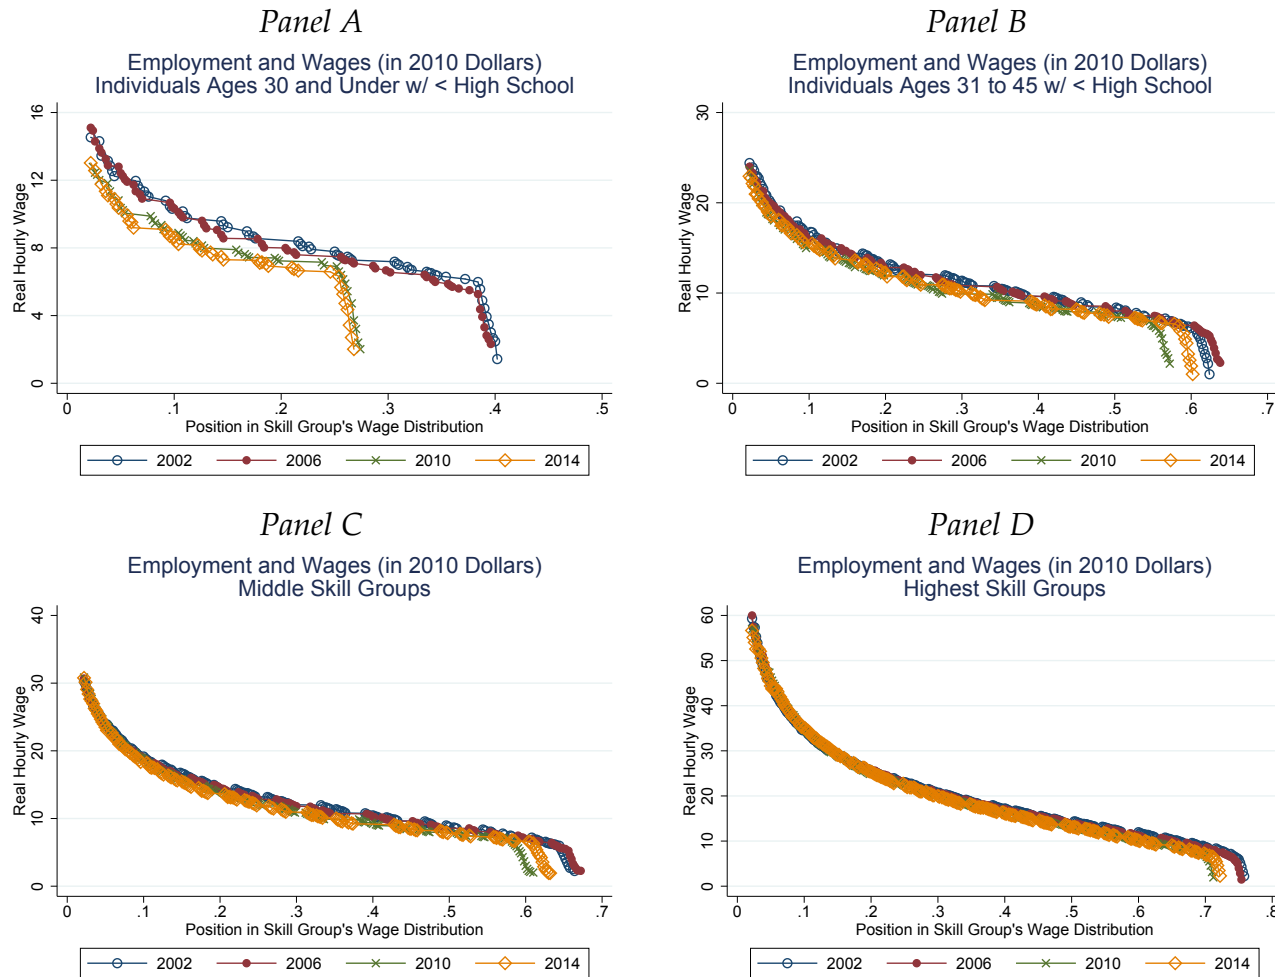 Panel A
Employment and Wages (in 2010 Dollars)
Individuals Ages 30 and Under w/ < High School
Real Hourly Wage
16
12
8
4
0
0 .1 .2 .3 .4 .5
Position in Skill Group's Wage Distribution
2002 2006 2010 2014
Panel B
Employment and Wages (in 2010 Dollars)
Individuals Ages 31 to 45 w/ < High School
Real Hourly Wage
30
20
10
0
0 .1 .2 .3 .4 .5 .6 .7
Position in Skill Group's Wage Distribution
2002 2006 2010 2014
Panel C
Employment and Wages (in 2010 Dollars)
Middle Skill Groups
Real Hourly Wage
40
30
20
10
0
0 .1 .2 .3 .4 .5 .6 .7
Position in Skill Group's Wage Distribution
2002 2006 2010 2014
Panel D
Employment and Wages (in 2010 Dollars)
Highest Skill Groups
Real Hourly Wage
60
50
40
30
20
10
0
0 .1 .2 .3 .4 .5 .6 .7 .8
Position in Skill Group's Wage Distribution
2002 2006 2010 2014